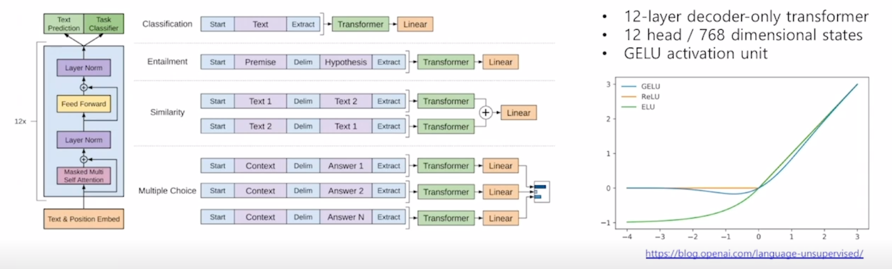 Text Prediction
Task Classifier
Layer Norm
Feed Forward
12x
Layer Norm
Masked Multi Self Attention
Text & Position Embed
Classification
Start Text Extract Transformer Linear
Entailment
Start Premise Delim Hypothesis Extract Transformer Linear
Similarity
Start Text 1 Delim Text 2 Extract Transformer
+ Linear
Start Text 2 Delim Text 1 Extract Transformer
Multiple Choice
Start Context Delim Answer 1 Extract Transformer Linear
Start Context Delim Answer 2 Extract Transformer Linear
Start Context Delim Answer N Extract Transformer Linear
• 12-layer decoder-only transformer
• 12 head / 768 dimensional states
• GELU activation unit
GELU
ReLU
ELU
3
2
1
0
−1
−4 −3 −2 −1 0 1 2 3
https://blog.openai.com/language-unsupervised/